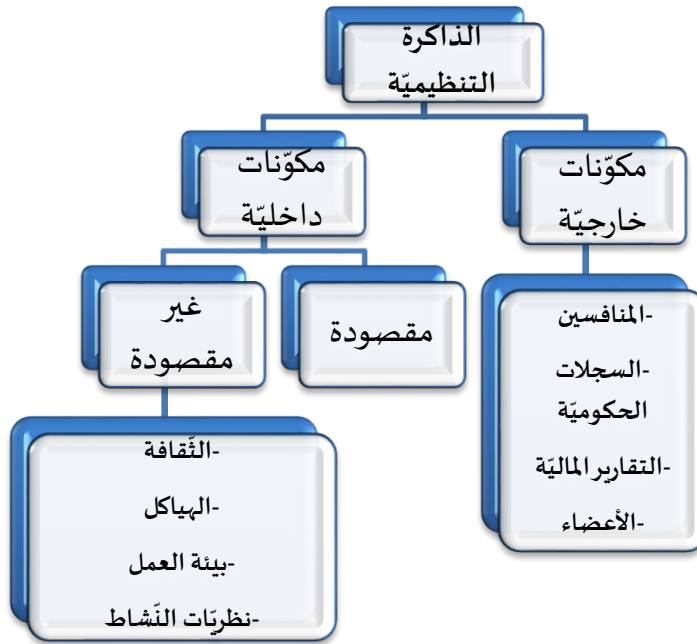 الذاكرة
التنظيميّة
مكوّنات
خارجيّة
مكوّنات
داخليّة
مقصودة
غير
مقصودة
-المنافسين
-السجلات
الحكوميّة
-التقارير الماليّة
-الأعضاء
-الثّقافة
-الهياكل
-بيئة العمل
-نظريّات النّشاط